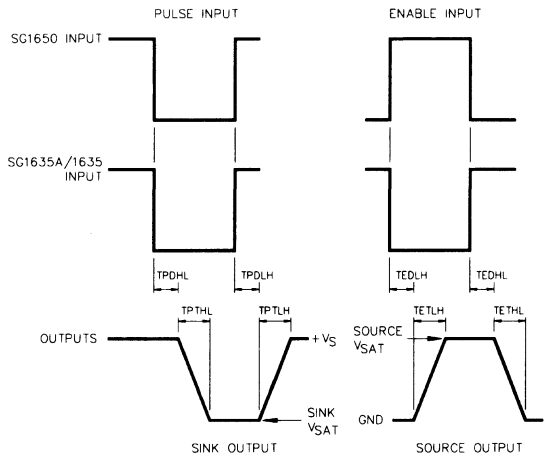 PULSE INPUT
ENABLE INPUT
SG1650 INPUT
SG1635A/1635
INPUT
TPDHL
TPDLH
TEDLH
TEDHL
TPTHL
TPTLH
TETLH
TETHL
OUTPUTS
+VS
SOURCE
VSAT
SINK
VSAT
GND
SINK OUTPUT
SOURCE OUTPUT